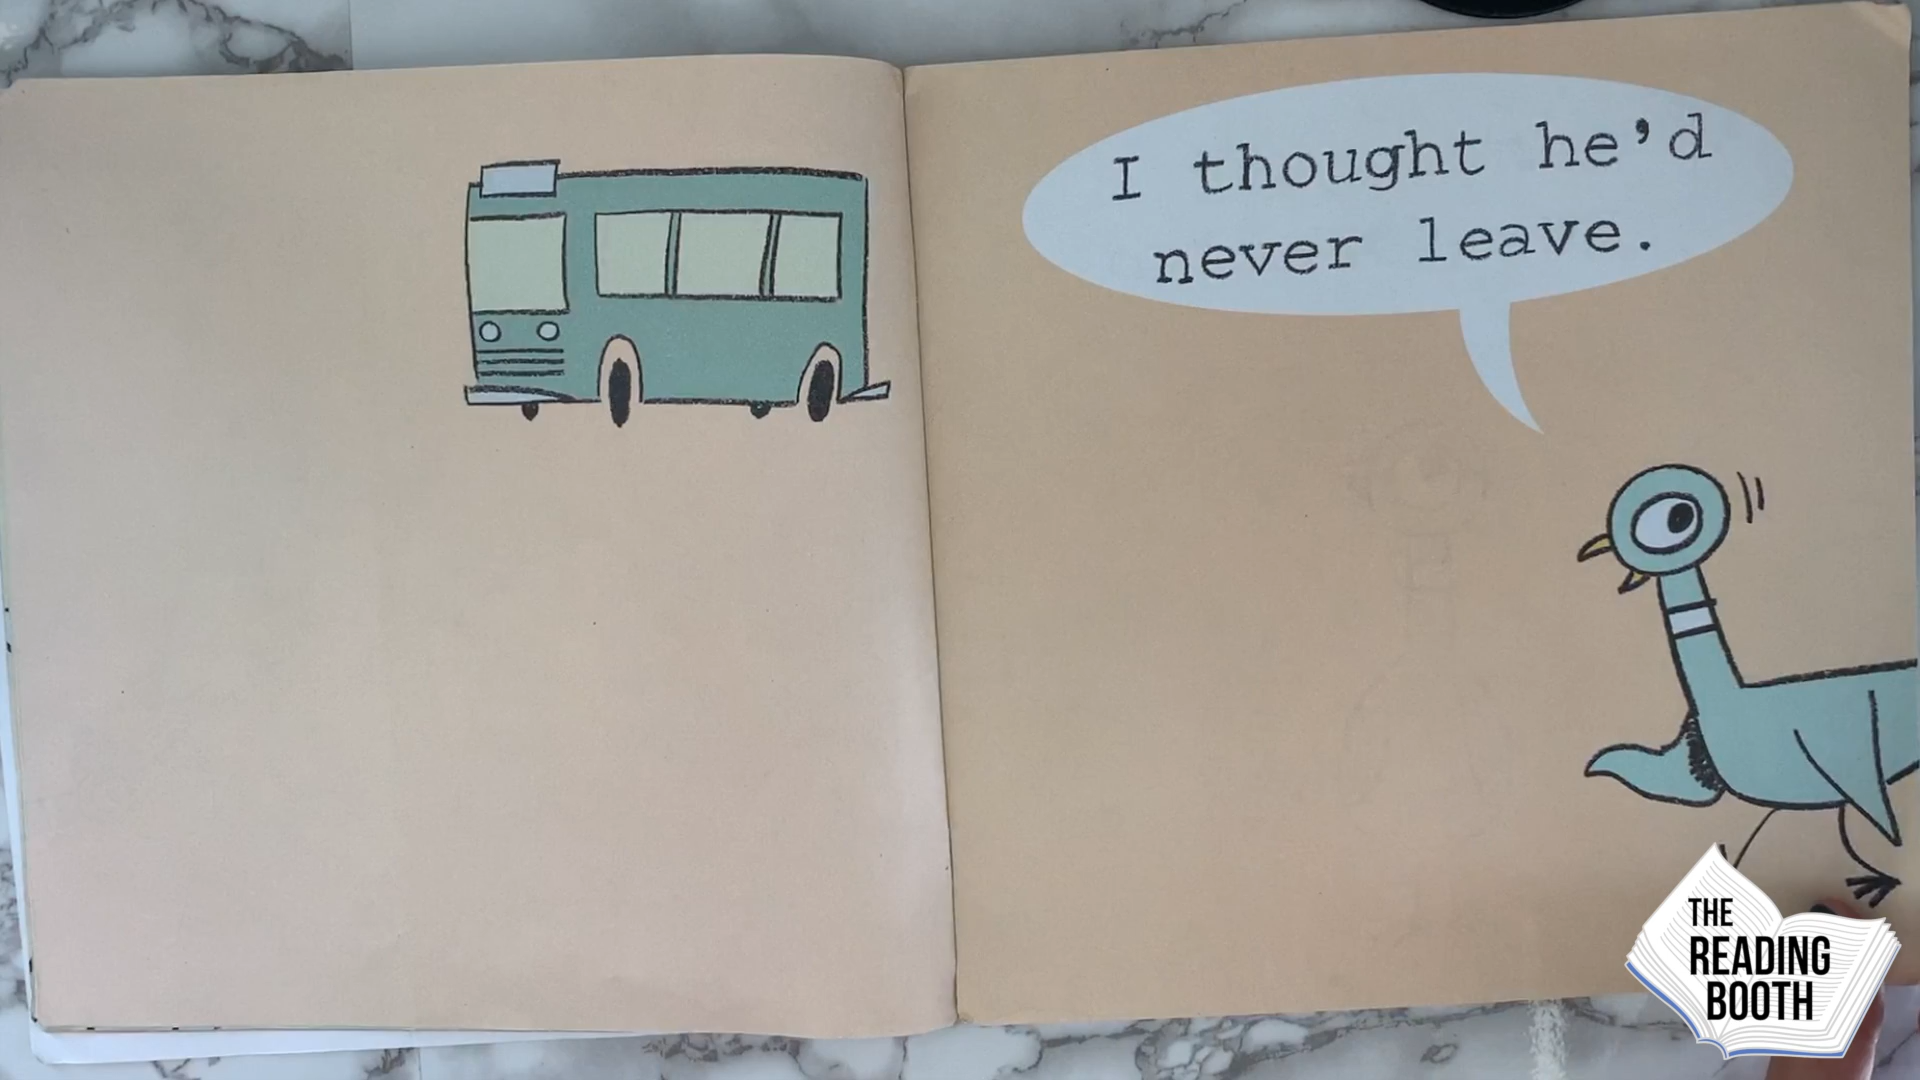 I thought he’d
never leave.
THE
READING
BOOTH